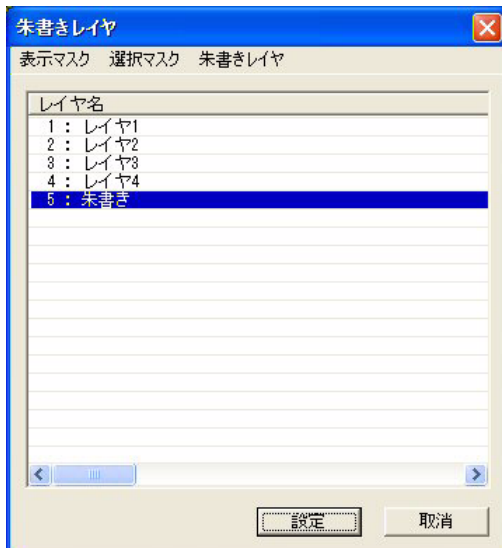 朱書きレイヤ
表示マスク 選択マスク 朱書きレイヤ
レイヤ名
1 : レイヤ1
2 : レイヤ2
3 : レイヤ3
4 : レイヤ4
5 : 朱書き
設定 取消